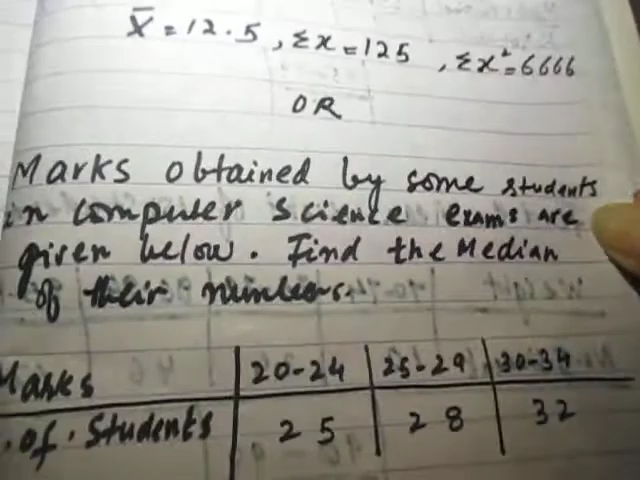 X̄ = 12.5 , Σx = 125 , Σx² = 6666
OR
Marks obtained by some students
in computer science exams are
given below. Find the Median
of their numbers.
Marks 20-24 25-29 30-34
. of . Students 25 28 32